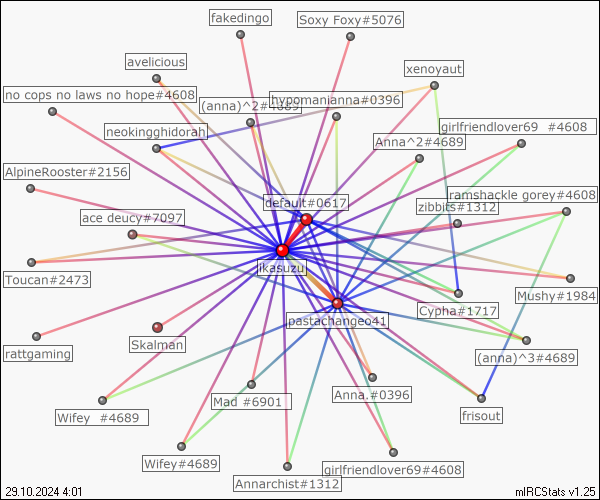 fakedingo
Soxy Foxy#5076
avelicious
xenoyaut
no cops no laws no hope#4608
(anna)^2#4689
hypomanianna#0396
neokingghidorah
Anna^2#4689
girlfriendlover69 #4608
AlpineRooster#2156
default#0617
zibbits#1312
ramshackle gorey#4608
ace deucy#7097
ikasuzu
Toucan#2473
Cypha#1717
Mushy#1984
pastachangeo41
rattgaming
Skalman
(anna)^3#4689
Wifey #4689
Mad #6901
Anna.#0396
frisout
Wifey#4689
Annarchist#1312
girlfriendlover69#4608
29.10.2024 4:01
mIRCStats v1.25